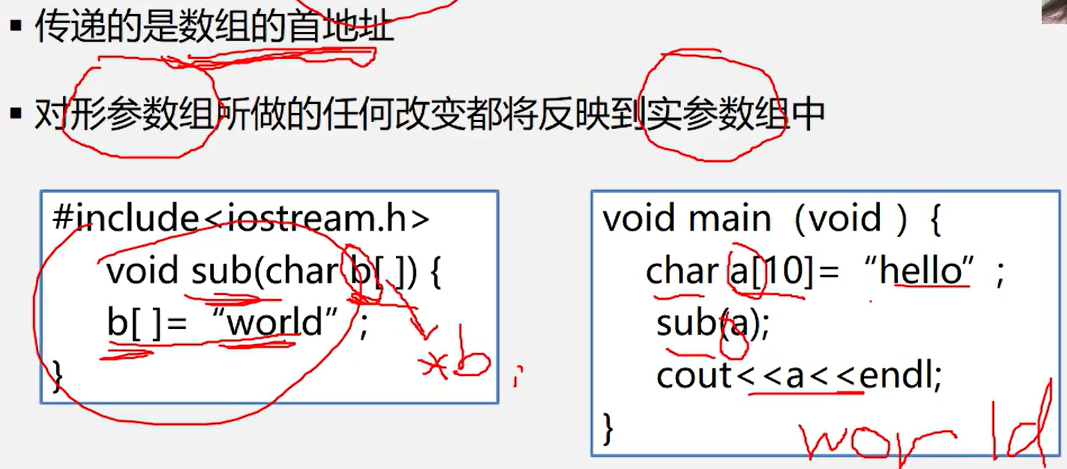 ▪ 传递的是数组的首地址
▪ 对形参数组所做的任何改变都将反映到实参数组中
#include<iostream.h>
void sub(char b[ ]) {
b[ ]= “world” ;
}
*b ;
void main （void ）{
char a[10]= “hello” ;
sub(a);
cout<<a<<endl;
}
world